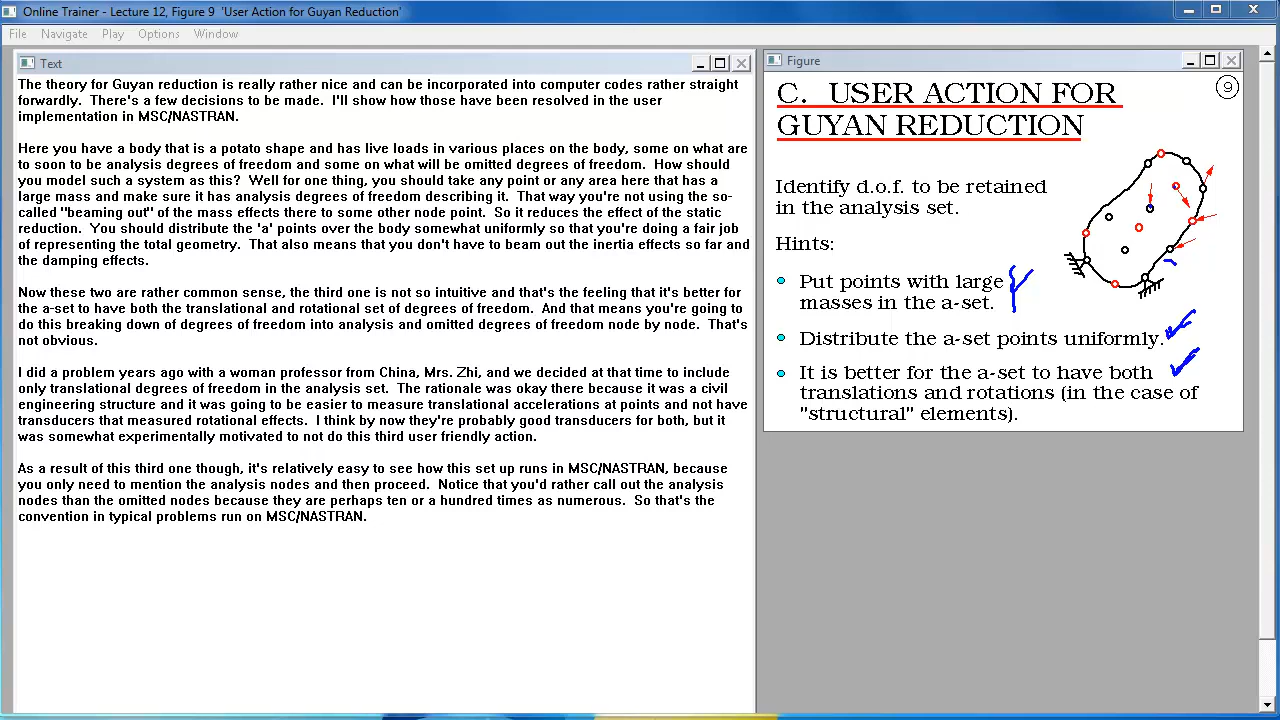 Online Trainer - Lecture 12, Figure 9 'User Action for Guyan Reduction'
File Navigate Play Options Window
Text
The theory for Guyan reduction is really rather nice and can be incorporated into computer codes rather straight
forwardly. There's a few decisions to be made. I'll show how those have been resolved in the user
implementation in MSC/NASTRAN.
Here you have a body that is a potato shape and has live loads in various places on the body, some on what are
to soon to be analysis degrees of freedom and some on what will be omitted degrees of freedom. How should
you model such a system as this? Well for one thing, you should take any point or any area here that has a
large mass and make sure it has analysis degrees of freedom describing it. That way you're not using the so-
called "beaming out" of the mass effects there to some other node point. So it reduces the effect of the static
reduction. You should distribute the 'a' points over the body somewhat uniformly so that you're doing a fair job
of representing the total geometry. That also means that you don't have to beam out the inertia effects so far and
the damping effects.
Now these two are rather common sense, the third one is not so intuitive and that's the feeling that it's better for
the a-set to have both the translational and rotational set of degrees of freedom. And that means you're going to
do this breaking down of degrees of freedom into analysis and omitted degrees of freedom node by node. That's
not obvious.
I did a problem years ago with a woman professor from China, Mrs. Zhi, and we decided at that time to include
only translational degrees of freedom in the analysis set. The rationale was okay there because it was a civil
engineering structure and it was going to be easier to measure translational accelerations at points and not have
transducers that measured rotational effects. I think by now they're probably good transducers for both, but it
was somewhat experimentally motivated to not do this third user friendly action.
As a result of this third one though, it's relatively easy to see how this set up runs in MSC/NASTRAN, because
you only need to mention the analysis nodes and then proceed. Notice that you'd rather call out the analysis
nodes than the omitted nodes because they are perhaps ten or a hundred times as numerous. So that's the
convention in typical problems run on MSC/NASTRAN.
Figure
C. USER ACTION FOR
GUYAN REDUCTION
9
Identify d.o.f. to be retained
in the analysis set.
Hints:
Put points with large
masses in the a-set.
Distribute the a-set points uniformly.
It is better for the a-set to have both
translations and rotations (in the case of
"structural" elements).